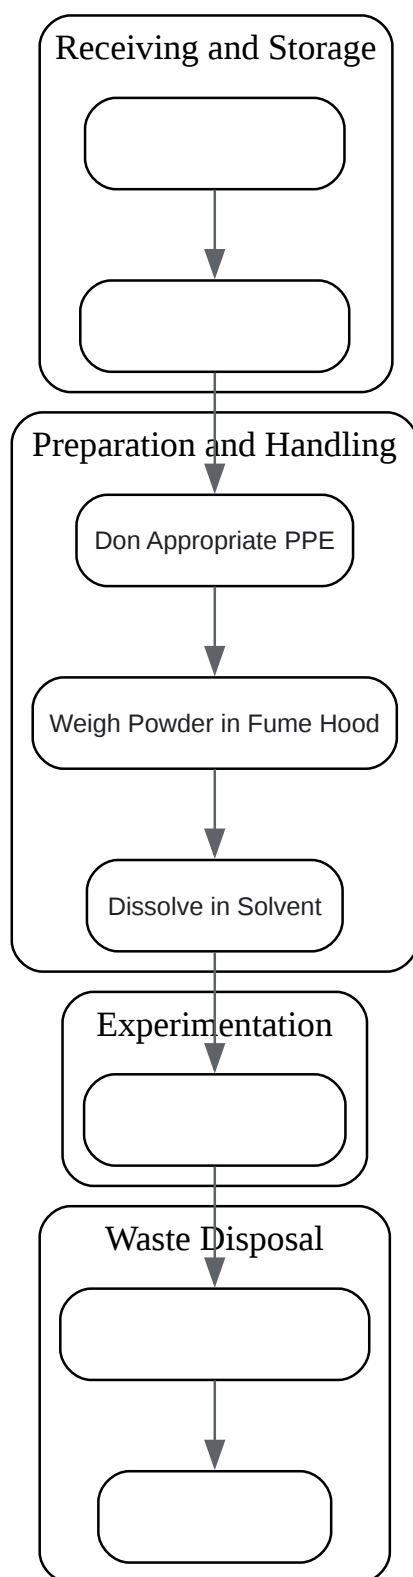 Receiving and Storage
Preparation and Handling
Don Appropriate PPE
Weigh Powder in Fume Hood
Dissolve in Solvent
Experimentation
Waste Disposal